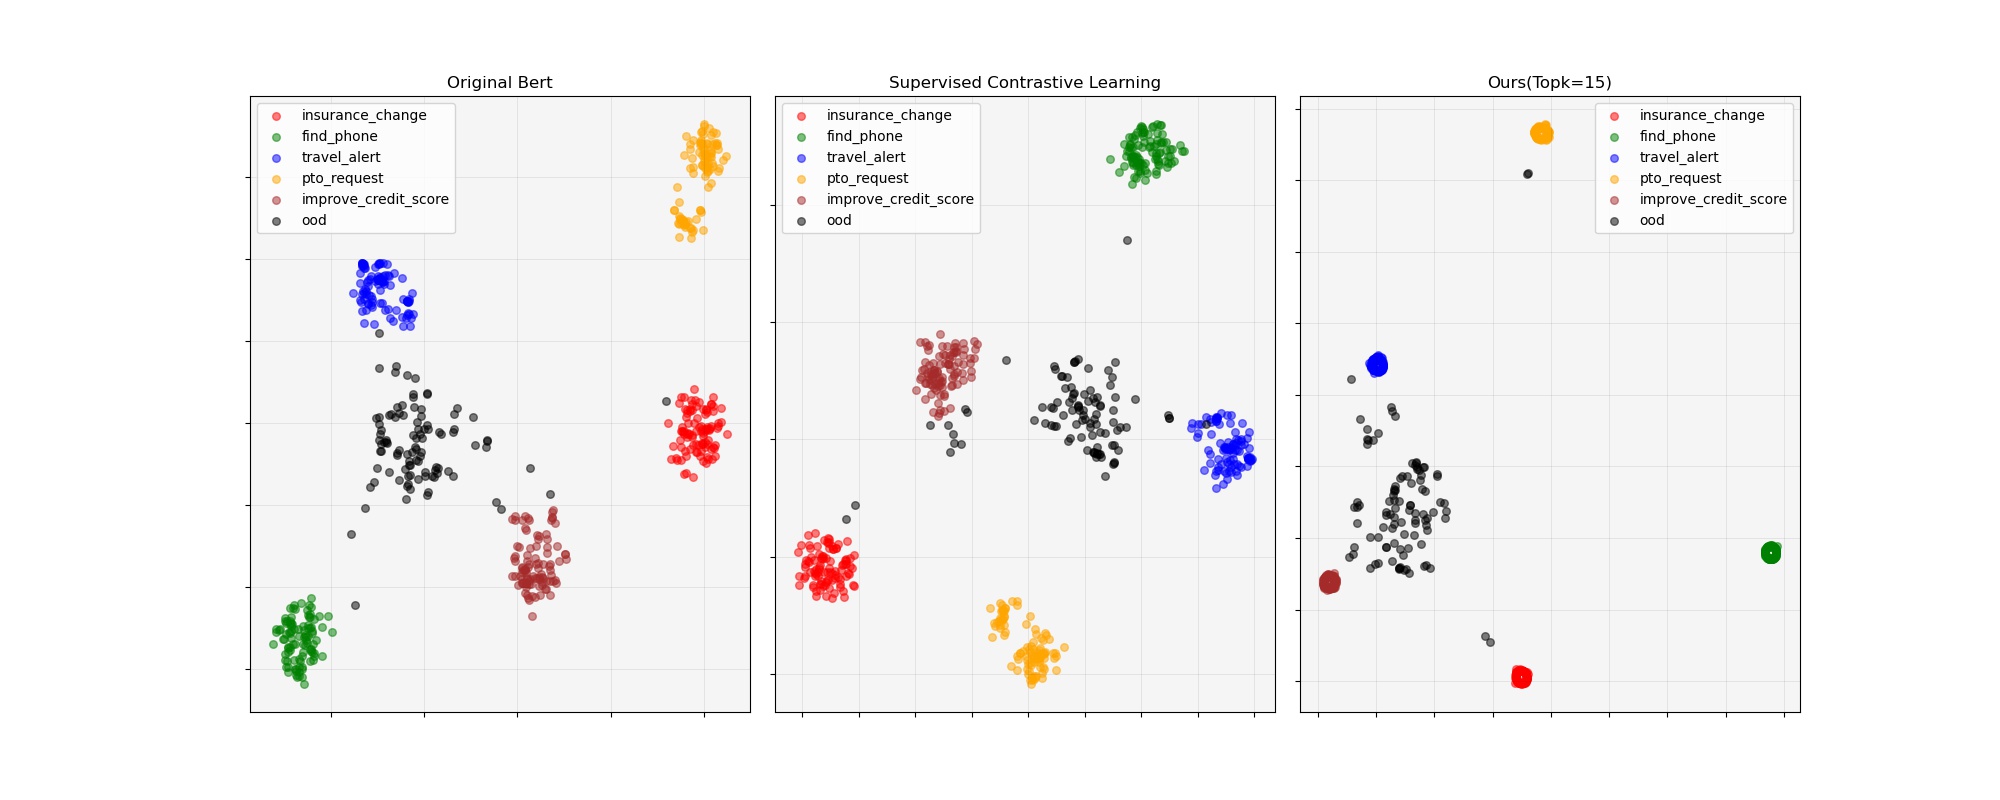 Original Bert
insurance_change
find_phone
travel_alert
pto_request
improve_credit_score
ood
Supervised Contrastive Learning
insurance_change
find_phone
travel_alert
pto_request
improve_credit_score
ood
Ours(Topk=15)
insurance_change
find_phone
travel_alert
pto_request
improve_credit_score
ood